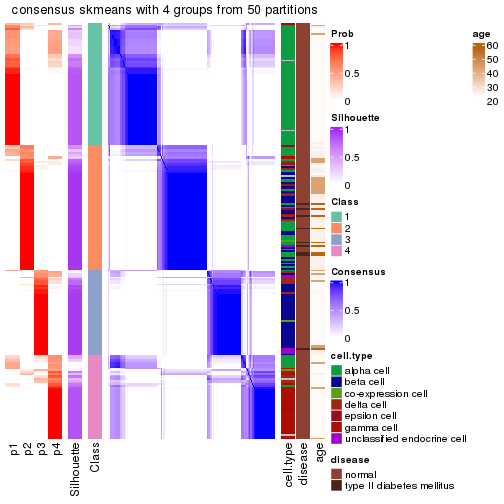 consensus skmeans with 4 groups from 50 partitions
p1
p2
p3
p4
Silhouette
Class
cell.type
disease
age
Prob
1
0.5
0
Silhouette
1
0.5
0
Class
1
2
3
4
Consensus
1
0.5
0
cell.type
alpha cell
beta cell
co-expression cell
delta cell
epsilon cell
gamma cell
unclassified endocrine cell
disease
normal
type II diabetes mellitus
age
60
50
40
30
20